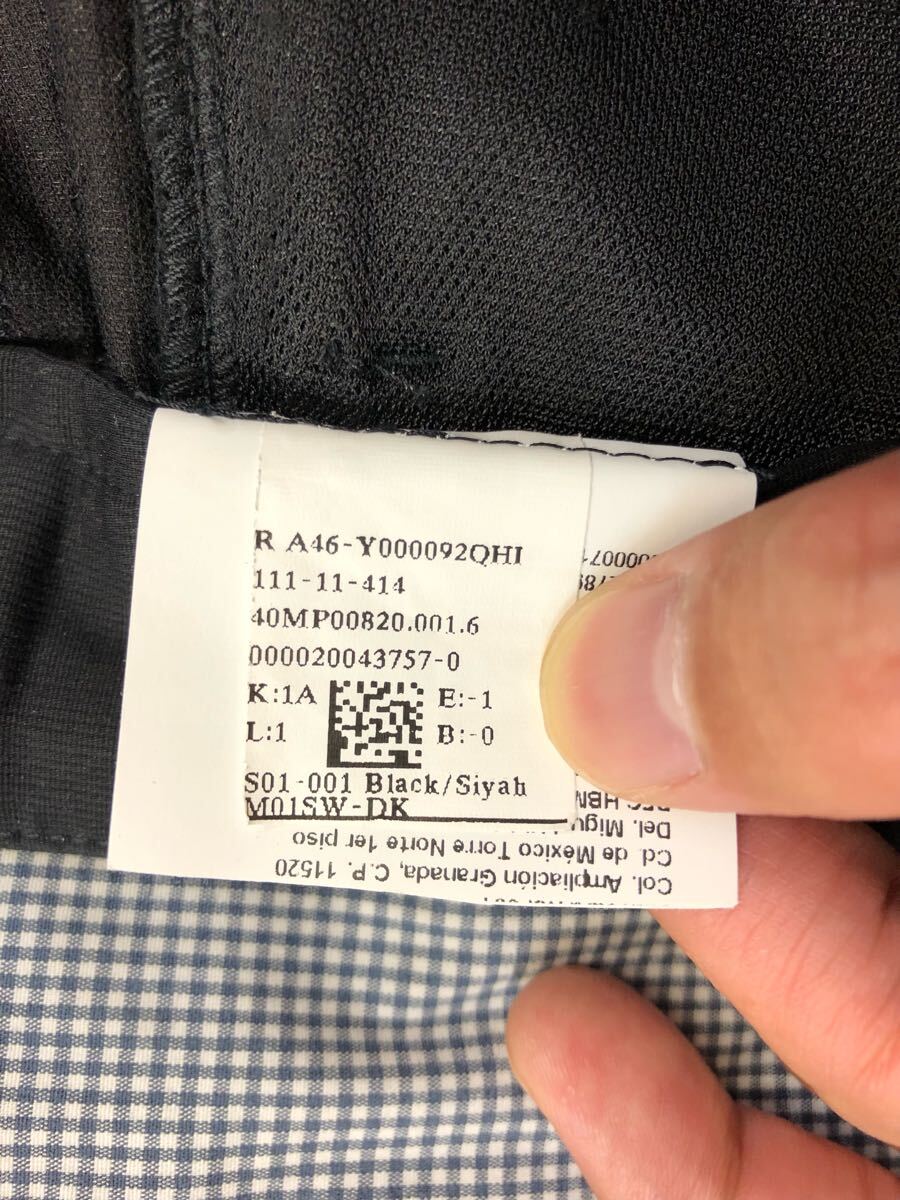 R A46-Y000092QHI
111-11-414
40MP00820.001.6
000020043757-0
K:1A E:-1
L:1 B:-0
S01-001 Black/Siyah
M01SW-DK
Col. Ampliación Granada, C.P. 11520
Cd. de México Torre Norte 1er piso
Del.